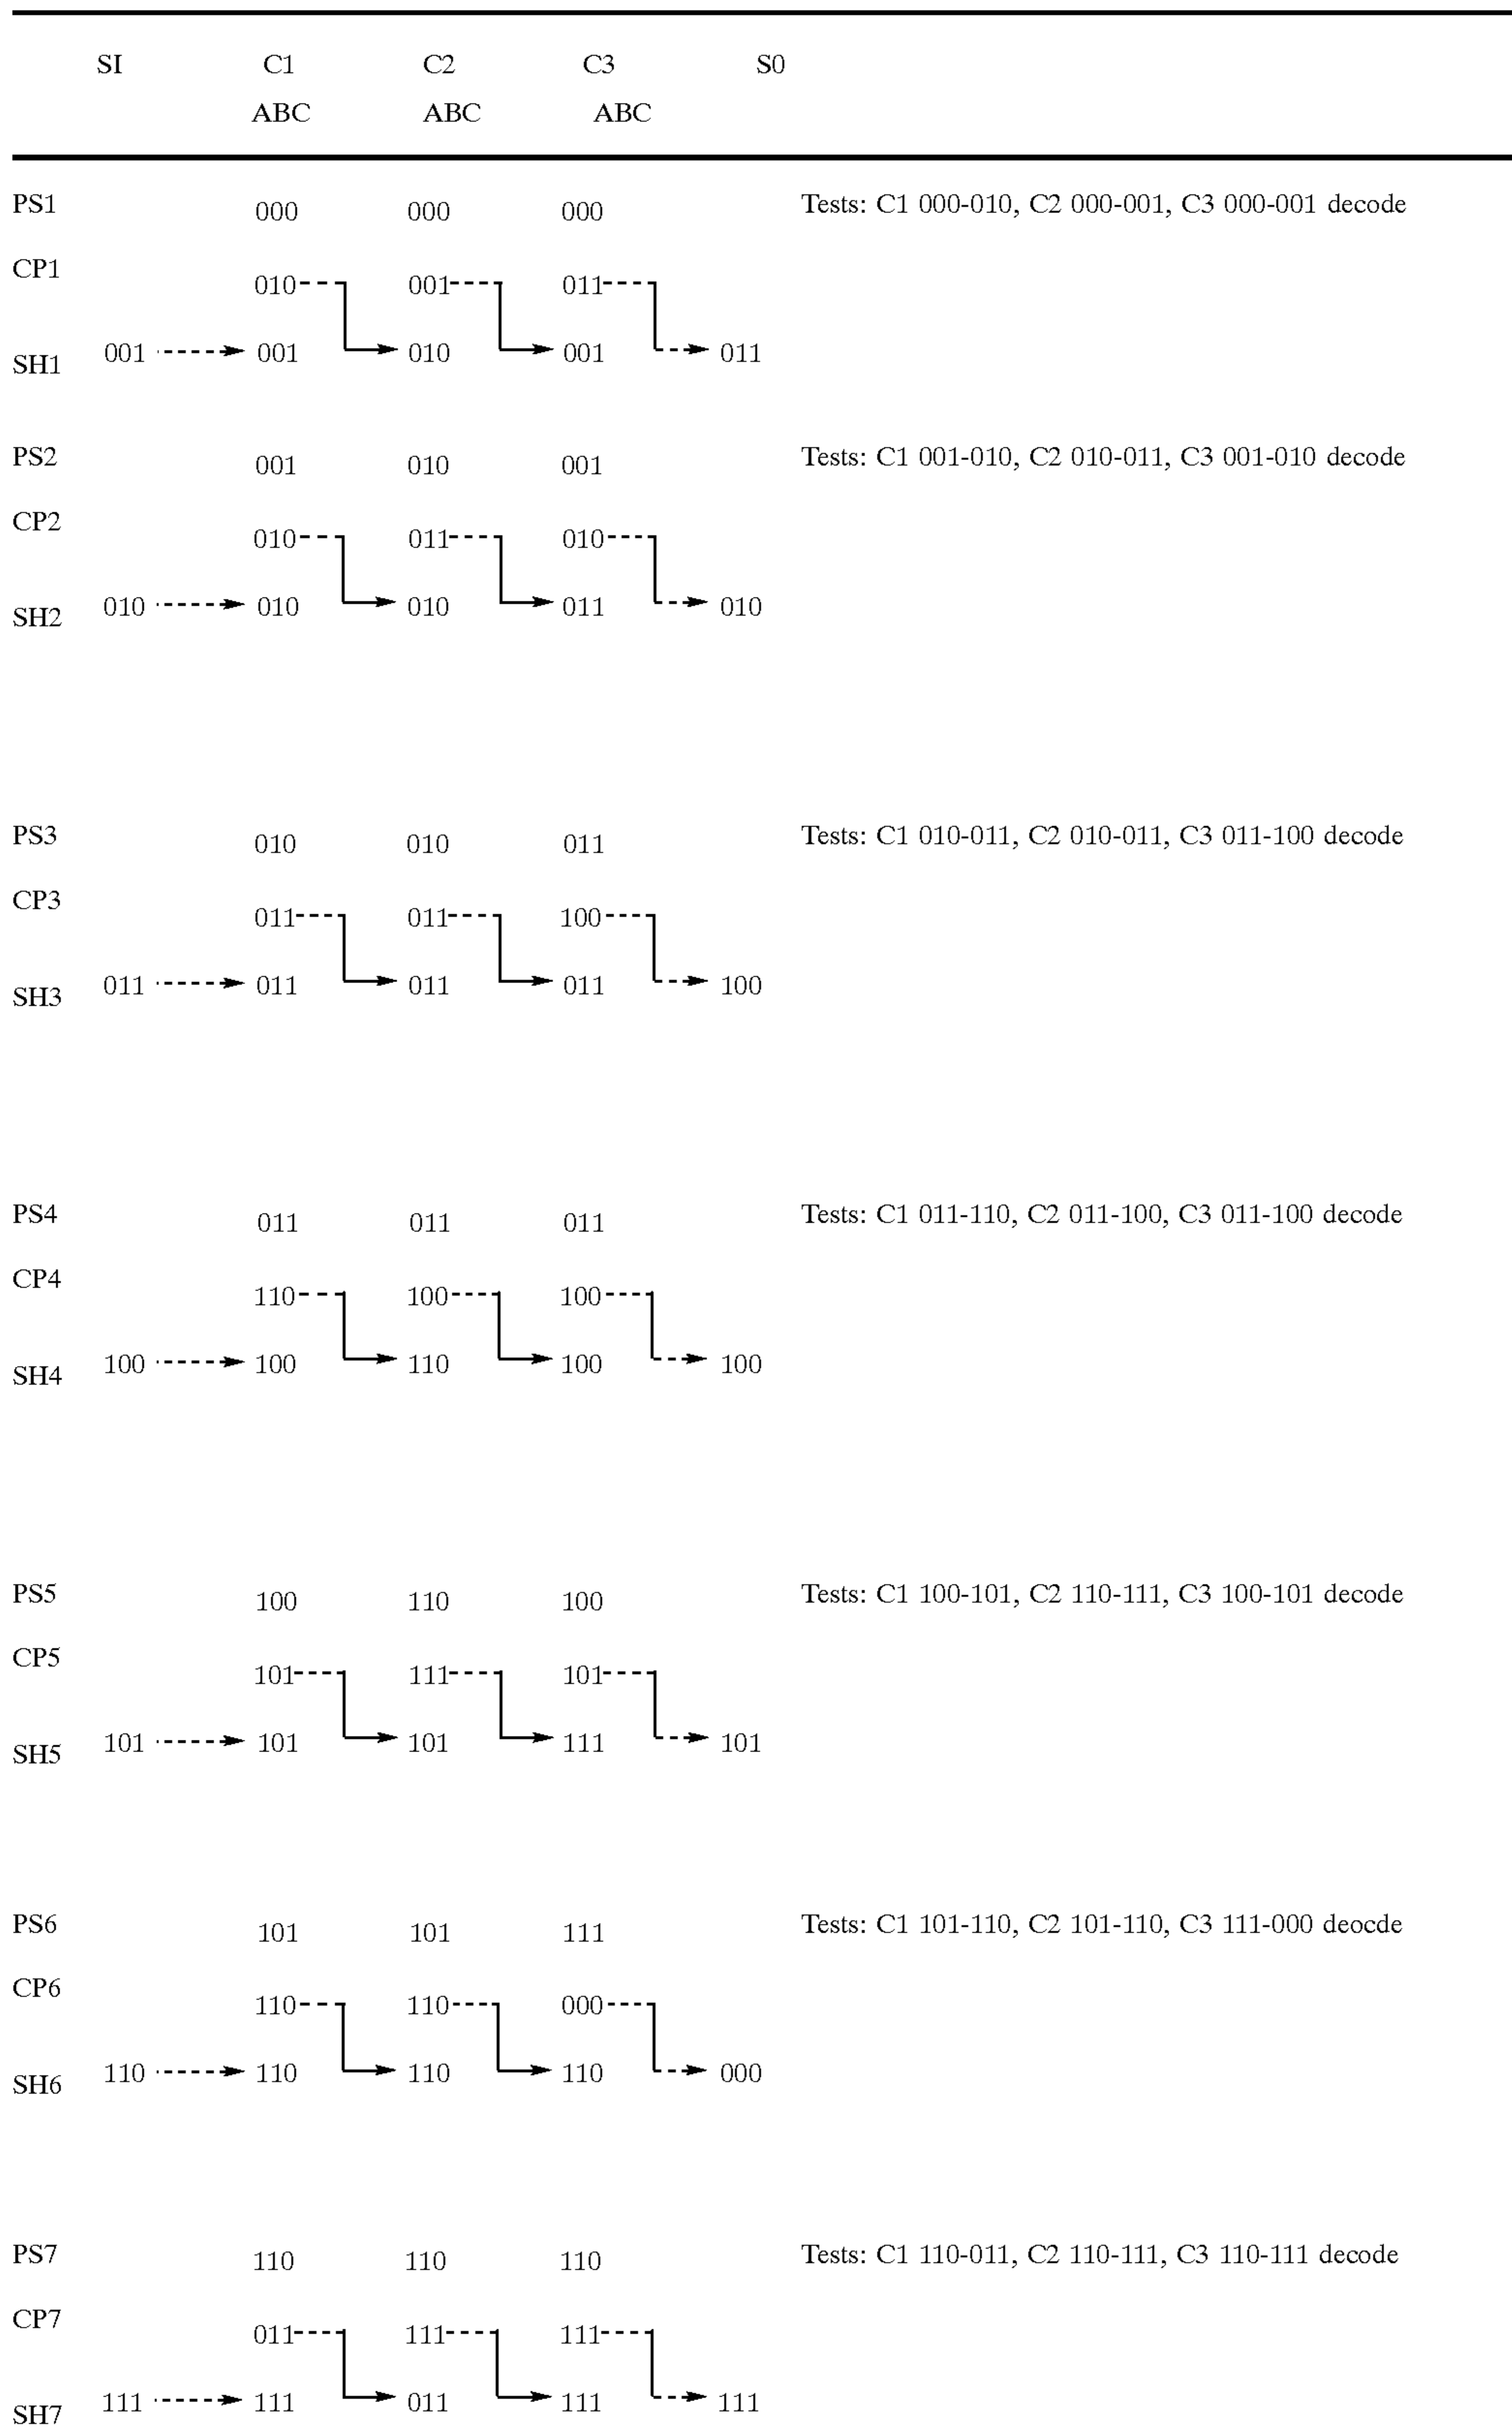 SI C1 C2 C3 S0
ABC ABC ABC
PS1 000 000 000 Tests: C1 000-010, C2 000-001, C3 000-001 decode
CP1 010 001 011
SH1 001 001 010 001 011
PS2 001 010 001 Tests: C1 001-010, C2 010-011, C3 001-010 decode
CP2 010 011 010
SH2 010 010 010 011 010
PS3 010 010 011 Tests: C1 010-011, C2 010-011, C3 011-100 decode
CP3 011 011 100
SH3 011 011 011 011 100
PS4 011 011 011 Tests: C1 011-110, C2 011-100, C3 011-100 decode
CP4 110 100 100
SH4 100 100 110 100 100
PS5 100 110 100 Tests: C1 100-101, C2 110-111, C3 100-101 decode
CP5 101 111 101
SH5 101 101 101 111 101
PS6 101 101 111 Tests: C1 101-110, C2 101-110, C3 111-000 deocde
CP6 110 110 000
SH6 110 110 110 110 000
PS7 110 110 110 Tests: C1 110-011, C2 110-111, C3 110-111 decode
CP7 011 111 111
SH7 111 111 011 111 111